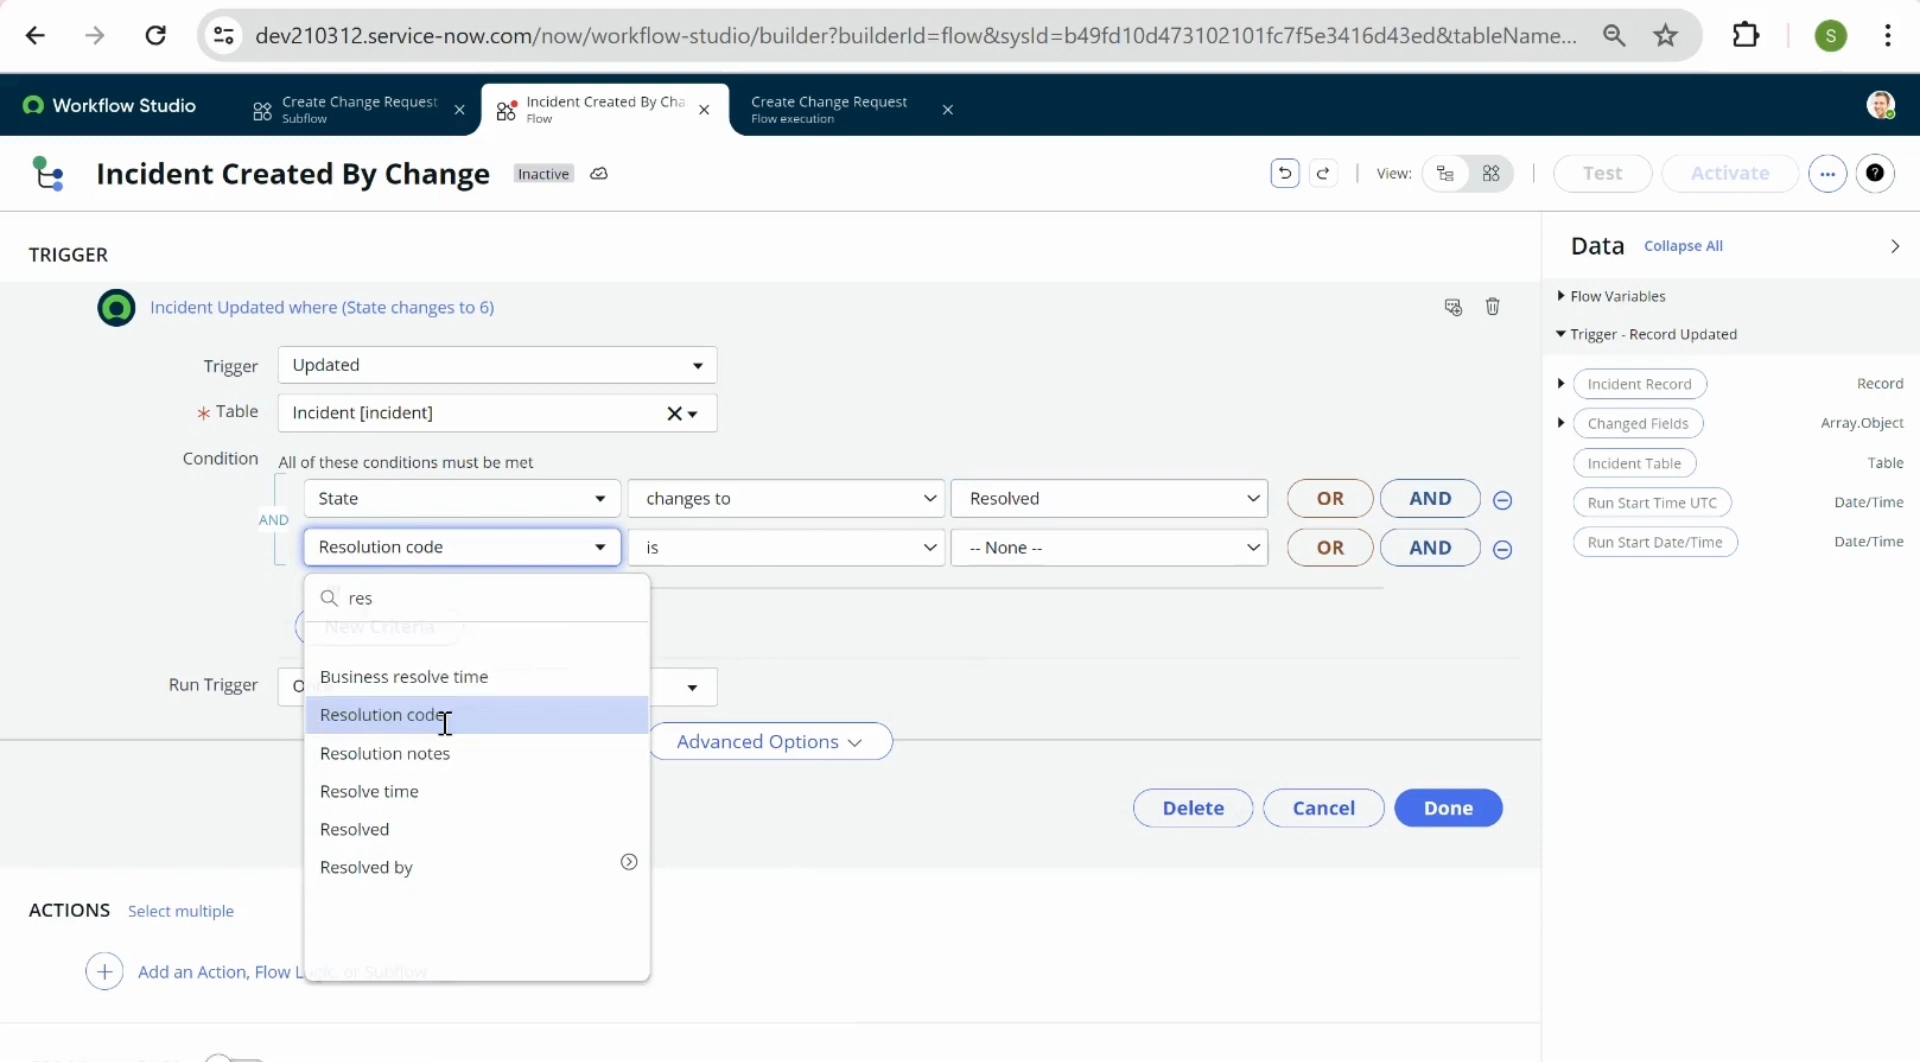 dev210312.service-now.com/now/workflow-studio/builder?builderId=flow&sysId=b49fd10d473102101fc7f5e3416d43ed&tableName...
S
Workflow Studio
Create Change Request
Subflow
Incident Created By Cha
Flow
Create Change Request
Flow execution
Incident Created By Change
Inactive
View:
Test
Activate
TRIGGER
Incident Updated where (State changes to 6)
Trigger
Updated
* Table
Incident [incident]
Condition
All of these conditions must be met
AND
State
changes to
Resolved
OR
AND
Resolution code
is
-- None --
OR
AND
res
New Criteria
Business resolve time
Resolution code
Resolution notes
Resolve time
Resolved
Resolved by
Run Trigger
Advanced Options
Delete
Cancel
Done
ACTIONS
Select multiple
Add an Action, Flow Logic, or Subflow
Data
Collapse All
Flow Variables
Trigger - Record Updated
Incident Record
Record
Changed Fields
Array.Object
Incident Table
Table
Run Start Time UTC
Date/Time
Run Start Date/Time
Date/Time